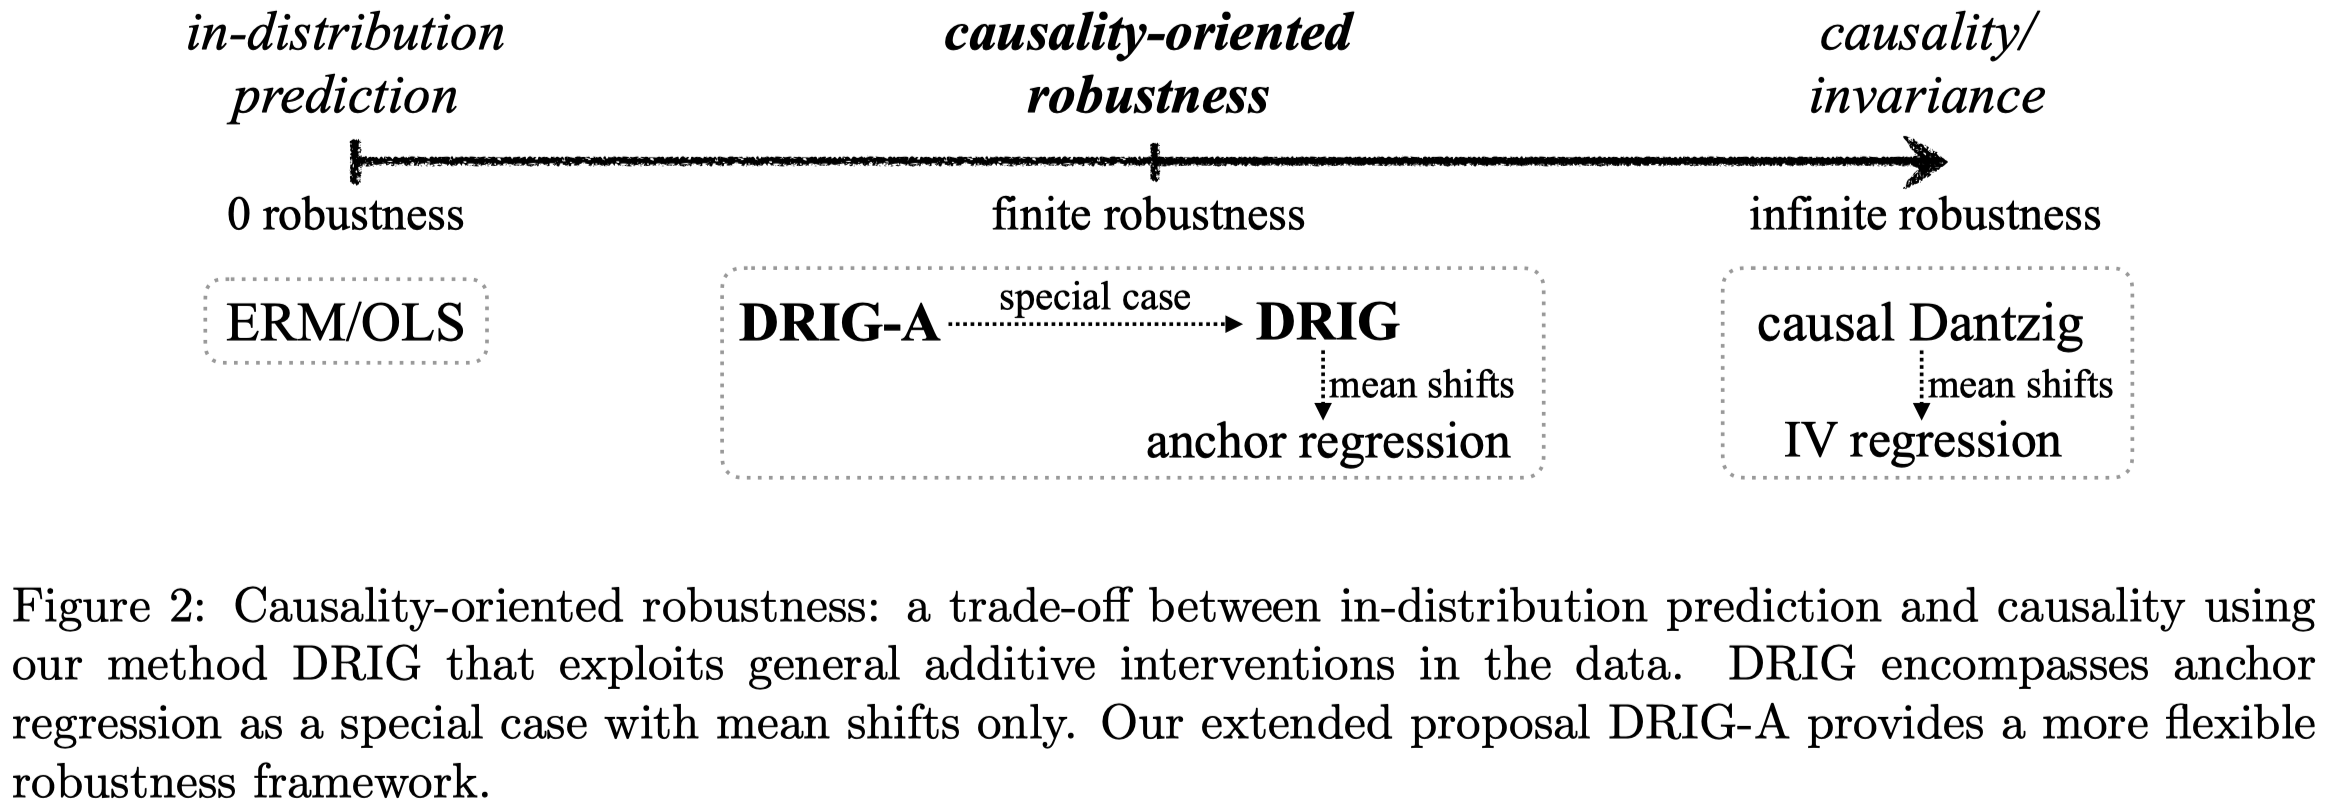 in-distribution
prediction
causality-oriented
robustness
causality/
invariance
0 robustness
finite robustness
infinite robustness
ERM/OLS
DRIG-A
special case
DRIG
mean shifts
anchor regression
causal Dantzig
mean shifts
IV regression
Figure 2: Causality-oriented robustness: a trade-off between in-distribution prediction and causality using
our method DRIG that exploits general additive interventions in the data. DRIG encompasses anchor
regression as a special case with mean shifts only. Our extended proposal DRIG-A provides a more flexible
robustness framework.